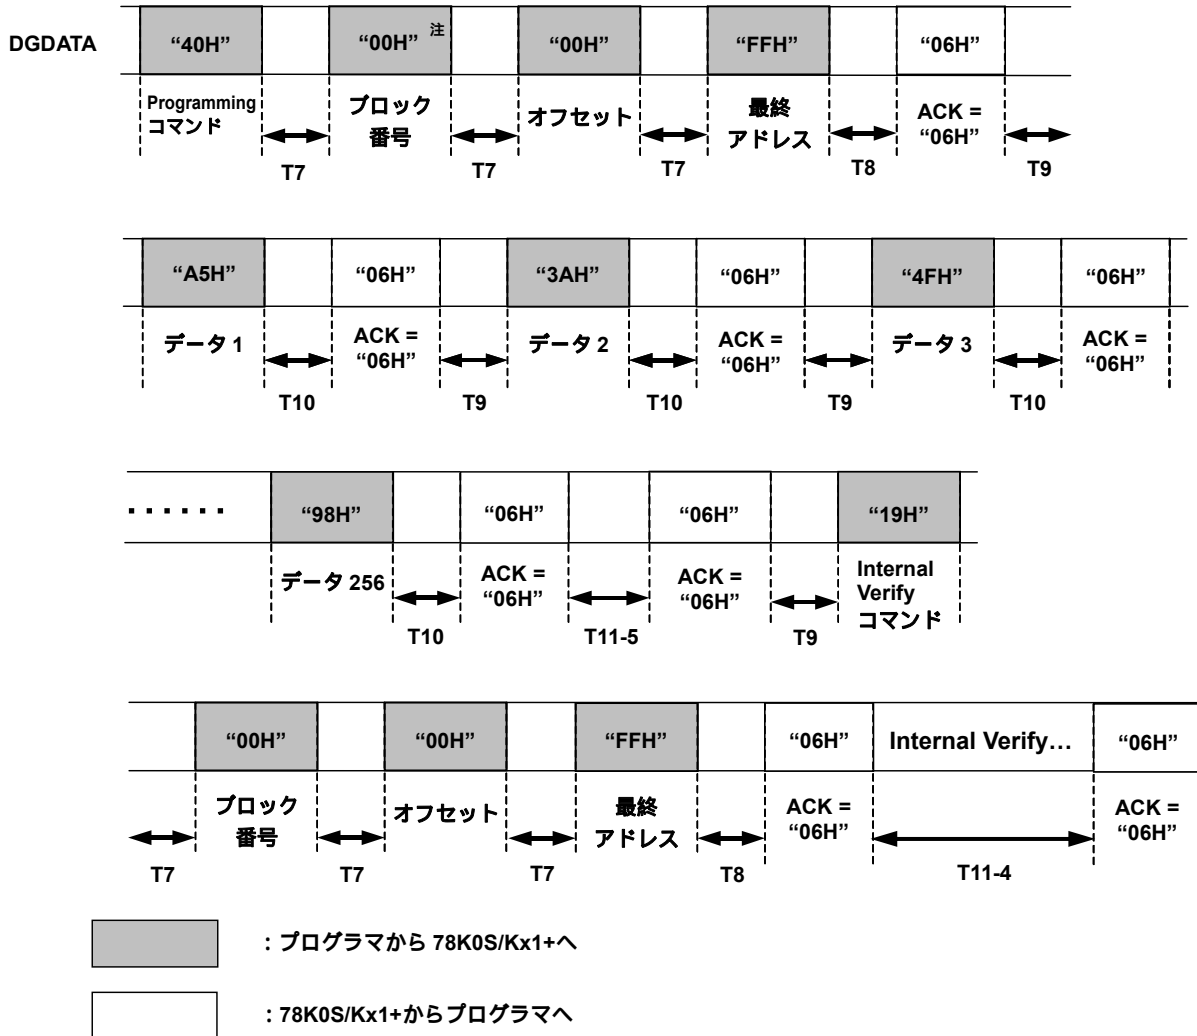 DGDATA “40H” “00H” 注 “00H” “FFH” “06H”
Programming コマンド ブロック 番号 オフセット 最終 アドレス ACK = “06H”
T7 T7 T7 T8 T9
“A5H” “06H” “3AH” “06H” “4FH” “06H”
データ 1 ACK = “06H” データ 2 ACK = “06H” データ 3 ACK = “06H”
T10 T9 T10 T9 T10
······ “98H” “06H” “06H” “19H”
データ 256 ACK = “06H” ACK = “06H” Internal Verify コマンド
T10 T11-5 T9
“00H” “00H” “FFH” “06H” Internal Verify… “06H”
ブロック 番号 オフセット 最終 アドレス ACK = “06H” ACK = “06H”
T7 T7 T7 T8 T11-4
：プログラマから 78K0S/Kx1+へ
：78K0S/Kx1+からプログラマへ